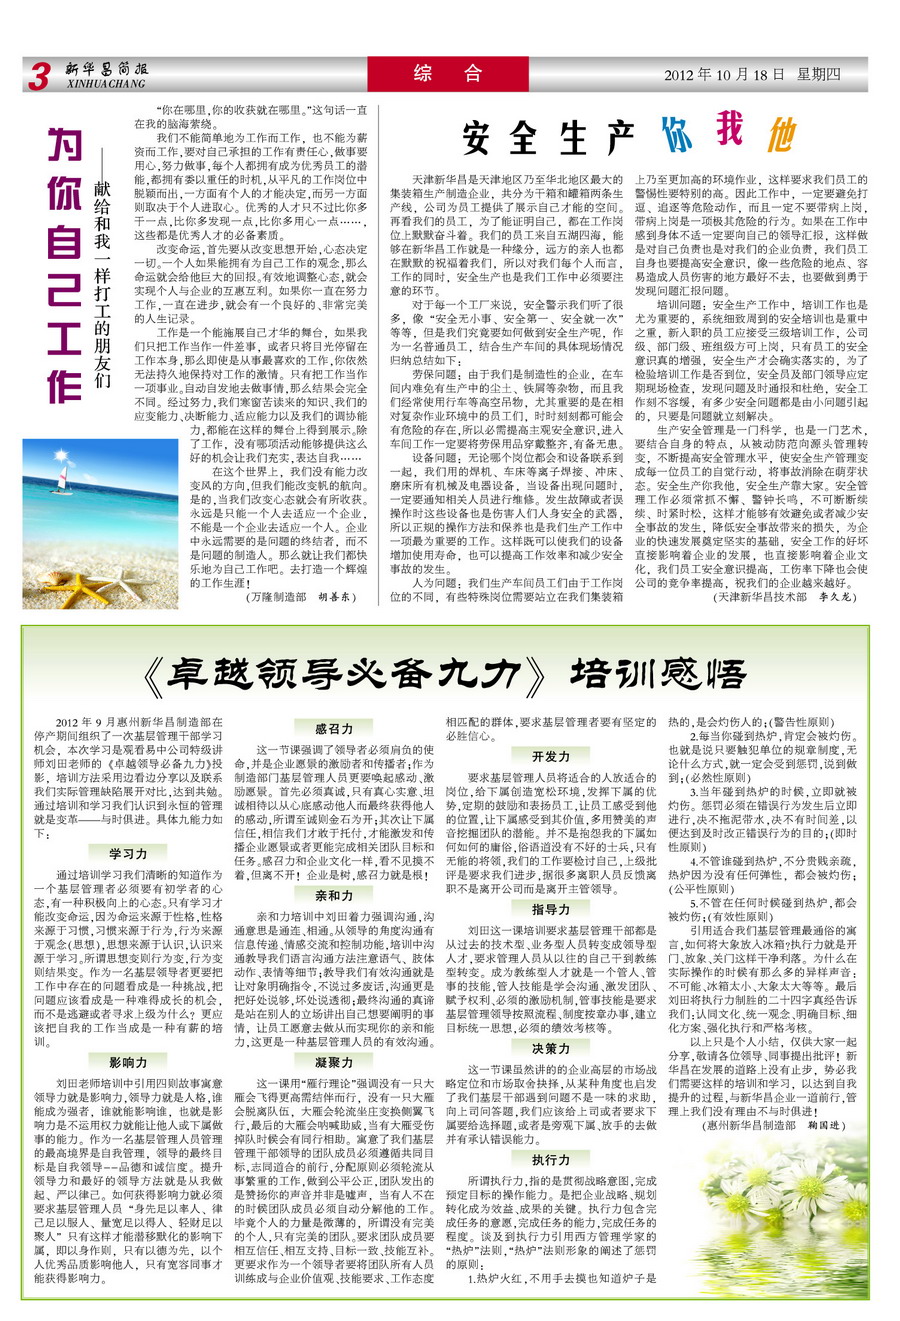 3 新华昌简报
XINHUACHANG
综 合
2012 年 10 月 18 日 星期四
为你自己工作
——献给和我一样打工的朋友们
“你在哪里,你的收获就在哪里。”这句话一直
在我的脑海萦绕。
我们不能简单地为工作而工作，也不能为薪
资而工作,要对自己承担的工作有责任心,做事要
用心,努力做事,每个人都拥有成为优秀员工的潜
能,都拥有委以重任的时机,从平凡的工作岗位中
脱颖而出,一方面有个人的才能决定,而另一方面
则取决于个人进取心。优秀的人才只不过比你多
干一点,比你多发现一点,比你多用心一点……，
这些都是优秀人才的必备素质。
改变命运,首先要从改变思想开始,心态决定
一切。一个人如果能拥有为自己工作的观念,那么
命运就会给他巨大的回报。有效地调整心态,就会
实现个人与企业的互惠互利。如果你一直在努力
工作,一直在进步,就会有一个良好的、非常完美
的人生记录。
工作是一个能施展自己才华的舞台，如果我
们只把工作当作一件差事，或者只将目光停留在
工作本身,那么即使是从事最喜欢的工作,你依然
无法持久地保持对工作的激情。只有把工作当作
一项事业。自动自发地去做事情,那么结果会完全
不同。经过努力,我们寒窗苦读来的知识、我们的
应变能力、决断能力、适应能力以及我们的调协能
力,都能在这样的舞台上得到展示。除
了工作，没有哪项活动能够提供这么
好的机会让我们充实,表达自我……
在这个世界上，我们没有能力改
变风的方向,但我们能改变帆的航向。
是的,当我们改变心态就会有所收获。
永远是只能一个人去适应一个企业，
不能是一个企业去适应一个人。企业
中永远需要的是问题的终结者，而不
是问题的制造人。那么就让我们都快
乐地为自己工作吧。去打造一个辉煌
的工作生涯！
(万隆制造部 胡善东)
安全生产你我他
天津新华昌是天津地区乃至华北地区最大的
集装箱生产制造企业，共分为干箱和罐箱两条生
产线，公司为员工提供了展示自己才能的空间。
再看我们的员工，为了能证明自己，都在工作岗
位上默默奋斗着。我们的员工来自五湖四海，能
够在新华昌工作就是一种缘分，远方的亲人也都
在默默的祝福着我们，所以对我们每个人而言，
工作的同时，安全生产也是我们工作中必须要注
意的环节。
对于每一个工厂来说，安全警示我们听了很
多，像“安全无小事、安全第一、安全就一次”
等等，但是我们究竟要如何做到安全生产呢，作
为一名普通员工，结合生产车间的具体现场情况
归纳总结如下：
劳保问题：由于我们是制造性的企业，在车
间内难免有生产中的尘土、铁屑等杂物，而且我
们经常使用行车等高空吊物，尤其重要的是在相
对复杂作业环境中的员工们，时时刻刻都可能会
有危险的存在,所以必需提高主观安全意识,进入
车间工作一定要将劳保用品穿戴整齐,有备无患。
设备问题：无论哪个岗位都会和设备联系到
一起，我们用的焊机、车床等离子焊接、冲床、
磨床所有机械及电器设备，当设备出现问题时，
一定要通知相关人员进行维修。发生故障或者误
操作时这些设备也是伤害人们人身安全的武器，
所以正规的操作方法和保养也是我们生产工作中
一项最为重要的工作。这样既可以使我们的设备
增加使用寿命，也可以提高工作效率和减少安全
事故的发生。
人为问题：我们生产车间员工们由于工作岗
位的不同，有些特殊岗位需要站立在我们集装箱
上乃至更加高的环境作业，这样要求我们员工的
警惕性要特别的高。因此工作中，一定要避免打
逗、追逐等危险动作，而且一定不要带病上岗，
带病上岗是一项极其危险的行为。如果在工作中
感到身体不适一定要向自己的领导汇报，这样做
是对自己负责也是对我们的企业负责，我们员工
自身也要提高安全意识，像一些危险的地点、容
易造成人员伤害的地方最好不去，也要做到勇于
发现问题汇报问题。
培训问题：安全生产工作中，培训工作也是
尤为重要的，系统细致周到的安全培训也是重中
之重，新入职的员工应接受三级培训工作，公司
级、部门级、班组级方可上岗，只有员工的安全
意识真的增强，安全生产才会确实落实的，为了
检验培训工作是否到位，安全员及部门领导应定
期现场检查，发现问题及时通报和杜绝，安全工
作刻不容缓，有多少安全问题都是由小问题引起
的，只要是问题就立刻解决。
生产安全管理是一门科学，也是一门艺术，
要结合自身的特点，从被动防范向源头管理转
变，不断提高安全管理水平，使安全生产管理变
成每一位员工的自觉行动，将事故消除在萌芽状
态。安全生产你我他，安全生产靠大家。安全管
理工作必须常抓不懈、警钟长鸣，不可断断续
续、时紧时松，这样才能够有效避免或者减少安
全事故的发生，降低安全事故带来的损失，为企
业的快速发展奠定坚实的基础，安全工作的好坏
直接影响着企业的发展，也直接影响着企业文
化，我们员工安全意识提高，工伤率下降也会使
公司的竞争率提高，祝我们的企业越来越好。
(天津新华昌技术部 李久龙)
《卓越领导必备九力》培训感悟
2012 年 9 月惠州新华昌制造部在
停产期间组织了一次基层管理干部学习
机会，本次学习是观看易中公司特级讲
师刘田老师的《卓越领导必备九力》投
影，培训方法采用边看边分享以及联系
我们实际管理缺陷展开对比,达到共勉。
通过培训和学习我们认识到永恒的管理
就是变革——与时俱进。具体九能力如
下：
学习力
通过培训学习我们清晰的知道作为
一个基层管理者必须要有初学者的心
态,有一种积极向上的心态。只有学习才
能改变命运,因为命运来源于性格,性格
来源于习惯,习惯来源于行为,行为来源
于观念(思想),思想来源于认识,认识来
源于学习。所谓思想变则行为变,行为变
则结果变。作为一名基层领导者更要把
工作中存在的问题看成是一种挑战,把
问题应该看成是一种难得成长的机会，
而不是逃避或者寻求上级为什么？更应
该把自我的工作当成是一种有薪的培
训。
影响力
刘田老师培训中引用四则故事寓意
领导力就是影响力,领导力就是人格,谁
能成为强者，谁就能影响谁，也就是影
响力是不运用权力就能让他人或下属做
事的能力。作为一名基层管理人员管理
的最高境界是自我管理，领导的最终目
标是自我领导--品德和诚信度。提升
领导力和最好的领导方法就是从我做
起、严以律己。如何获得影响力就必须
要求基层管理人员“身先足以率人、律
己足以服人、量宽足以得人、轻财足以
聚人”只有这样才能潜移默化的影响下
属，即以身作则，只有以德为先，以个
人优秀品质影响他人，只有宽容同事才
能获得影响力。
感召力
这一节课强调了领导者必须肩负的使
命,并是企业愿景的激励者和传播者;作为
制造部门基层管理人员更要唤起感动、激
励愿景。首先必须真诚,只有真心实意、坦
诚相待以从心底感动他人而最终获得他人
的感动,所谓至诚则金石为开;其次让下属
信任,相信我们才敢于托付,才能激发和传
播企业愿景或者更能完成相关团队目标和
任务。感召力和企业文化一样,看不见摸不
着,但离不开！企业是树,感召力就是根！
亲和力
亲和力培训中刘田着力强调沟通,沟
通意思是通连、相通。从领导的角度沟通有
信息传递、情感交流和控制功能,培训中沟
通教导我们语言沟通方法注意语气、肢体
动作、表情等细节;教导我们有效沟通就是
让对象明确指令,不说过多废话,沟通更是
把好处说够,坏处说透彻;最终沟通的真谛
是站在别人的立场讲出自己想要阐明的事
情，让员工愿意去做从而实现你的亲和能
力,这更是一种基层管理人员的有效沟通。
凝聚力
这一课用“雁行理论”强调没有一只大
雁会飞得更高需结伴而行，没有一只大雁
会脱离队伍，大雁会轮流坐庄变换侧翼飞
行,最后的大雁会呐喊助威,当有大雁受伤
掉队时候会有同行相助。寓意了我们基层
管理干部领导的团队成员必须遵循共同目
标,志同道合的前行,分配原则必须轮流从
事繁重的工作,做到公平公正,团队发出的
是赞扬你的声音并非是嘘声，当有人不在
的时候团队成员必须自动分解他的工作。
毕竟个人的力量是微薄的，所谓没有完美
的个人,只有完美的团队。要求团队成员要
相互信任、相互支持、目标一致、技能互补。
更要求作为一个领导者要将团队所有人员
训练成与企业价值观、技能要求、工作态度
相匹配的群体,要求基层管理者要有坚定的
必胜信心。
开发力
要求基层管理人员将适合的人放适合的
岗位,给下属创造宽松环境,发挥下属的优
势,定期的鼓励和表扬员工,让员工感受到他
的位置,让下属感受到其价值,多用赞美的声
音挖掘团队的潜能。并不是抱怨我的下属如
何如何的庸俗,俗语道没有不好的士兵,只有
无能的将领,我们的工作要检讨自己,上级批
评是要求我们进步,据很多离职人员反馈离
职不是离开公司而是离开主管领导。
指导力
刘田这一课培训要求基层管理干部都是
从过去的技术型、业务型人员转变成领导型
人才,要求管理人员从以往的自己干到教练
型转变。成为教练型人才就是一个管人、管
事的技能,管人技能是学会沟通、激发团队、
赋予权利、必须的激励机制,管事技能是要求
基层管理领导按照流程、制度按章办事,建立
目标统一思想,必须的绩效考核等。
决策力
这一节课虽然讲的的企业高层的市场战
略定位和市场取舍抉择,从某种角度也启发
了我们基层干部遇到问题不是一味的求助,
向上司问答题,我们应该给上司或者要求下
属要给选择题,或者是旁观下属、放手的去做
并有承认错误能力。
执行力
所谓执行力,指的是贯彻战略意图,完成
预定目标的操作能力。是把企业战略、规划
转化成为效益、成果的关键。执行力包含完
成任务的意愿,完成任务的能力,完成任务的
程度。谈及到执行力引用西方管理学家的
“热炉”法则,“热炉”法则形象的阐述了惩罚
的原则：
1.热炉火红,不用手去摸也知道炉子是
热的,是会灼伤人的;(警告性原则)
2.每当你碰到热炉,肯定会被灼伤。
也就是说只要触犯单位的规章制度,无
论什么方式,就一定会受到惩罚,说到做
到;(必然性原则)
3.当年碰到热炉的时候,立即就被
灼伤。惩罚必须在错误行为发生后立即
进行,决不拖泥带水,决不有时间差,以
便达到及时改正错误行为的目的;(即时
性原则)
4.不管谁碰到热炉,不分贵贱亲疏,
热炉因为没有任何弹性，都会被灼伤;
(公平性原则)
5.不管在任何时候碰到热炉,都会
被灼伤;(有效性原则)
引用适合我们基层管理最通俗的寓
言,如何将大象放入冰箱?执行力就是开
门、放象、关门这样干净利落。为什么在
实际操作的时候有那么多的异样声音;
不可能、冰箱太小、大象太大等等。最后
刘田将执行力制胜的二十四字真经告诉
我们:认同文化、统一观念、明确目标、细
化方案、强化执行和严格考核。
以上只是个人小结，仅供大家一起
分享,敬请各位领导、同事提出批评！新
华昌在发展的道路上没有止步，势必我
们需要这样的培训和学习，以达到自我
提升的过程,与新华昌企业一道前行,管
理上我们没有理由不与时俱进！
(惠州新华昌制造部 鞠国进)